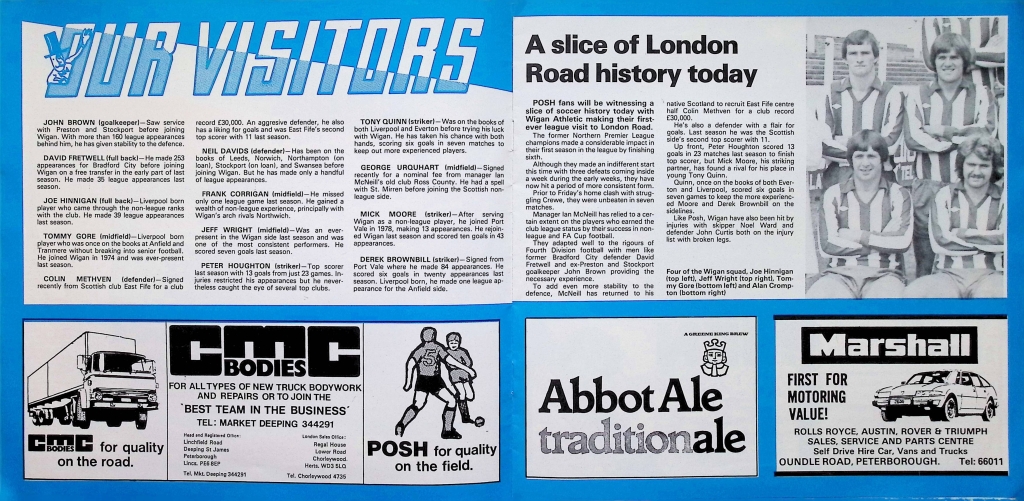 OUR VISITORS
JOHN BROWN (goalkeeper)—Saw service
with Preston and Stockport before joining
Wigan. With more than 160 league appearances
behind him, he has given stability to the defence.
DAVID FRETWELL (full back)—He made 253
appearances for Bradford City before joining
Wigan on a free transfer in the early part of last
season. He made 35 league appearances last
season.
JOE HINNIGAN (full back)—Liverpool born
player who came through the non-league ranks
with the club. He made 39 league appearances
last season.
TOMMY GORE (midfield)—Liverpool born
player who was once on the books at Anfield and
Tranmere without breaking into senior football.
He joined Wigan in 1974 and was ever-present
last season.
COLIN METHVEN (defender)—Signed
recently from Scottish club East Fife for a club
record £30,000. An aggresive defender, he also
has a liking for goals and was East Fife's second
top scorer with 11 last season.
NEIL DAVIDS (defender)—Has been on the
books of Leeds, Norwich, Northampton (on
loan), Stockport (on loan), and Swansea before
joining Wigan. But he has made only a handful
of league appearances.
FRANK CORRIGAN (midfield)—He missed
only one league game last season. He gained a
wealth of non-league experience, principally with
Wigan's arch rivals Northwich.
JEFF WRIGHT (midfield)—Was an ever-
present in the Wigan side last season and was
one of the most consistent performers. He
scored seven goals last season.
PETER HOUGHTON (striker)—Top scorer
last season with 13 goals from just 23 games. In-
juries restricted his appearances but he never-
theless caught the eye of several top clubs.
TONY QUINN (striker)—Was on the books of
both Liverpool and Everton before trying his luck
with Wigan. He has taken his chance with both
hands, scoring six goals in seven matches to
keep out more experienced players.
GEORGE URQUHART (midfield)—Signed
recently for a nominal fee from manager Ian
McNeill's old club Ross County. He had a spell
with St. Mirren before joining the Scottish non-
league side.
MICK MOORE (striker)—After serving
Wigan as a non-league player, he joined Port
Vale in 1978, making 13 appearances. He rejoin-
ed Wigan last season and scored ten goals in 43
appearances.
DEREK BROWNBILL (striker)—Signed from
Port Vale where he made 84 appearances. He
scored six goals in twenty appearances last
season. Liverpool born, he made one league ap-
pearance for the Anfield side.
A slice of London
Road history today
POSH fans will be witnessing a
slice of soccer history today with
Wigan Athletic making their first-
ever league visit to London Road.
The former Northern Premier League
champions made a considerable impact in
their first season in the league by finishing
sixth.
Although they made an indifferent start
this time with three defeats coming inside
a week during the early weeks, they have
now hit a period of more consistent form.
Prior to Friday's home clash with strug-
gling Crewe, they were unbeaten in seven
matches.
Manager Ian McNeill has relied to a cer-
tain extent on the players who earned the
club league status by their success in non-
league and FA Cup football.
They adapted well to the rigours of
Fourth Division football with men like
former Bradford City defender David
Fretwell and ex-Preston and Stockport
goalkeeper John Brown providing the
necessary experience.
To add even more stability to the
defence, McNeill has returned to his
native Scotland to recruit East Fife centre
half Colin Methven for a club record
£30,000.
He's also a defender with a flair for
goals. Last season he was the Scottish
side's second top scorer with 11.
Up front, Peter Houghton scored 13
goals in 23 matches last season to finish
top scorer, but Mick Moore, his striking
partner, has found a rival for his place in
young Tony Quinn.
Quinn, once on the books of both Ever-
ton and Liverpool, scored six goals in
seven games to keep the more experienc-
ed Moore and Derek Brownbill on the
sidelines.
Like Posh, Wigan have also been hit by
injuries with skipper Noel Ward and
defender John Curtis both on the injury
list with broken legs.
Four of the Wigan squad, Joe Hinnigan
(top left), Jeff Wright (top right), Tom-
my Gore (bottom left) and Alan Cromp-
ton (bottom right)
CMC
BODIES
for quality
on the road.
CMC
BODIES
FOR ALL TYPES OF NEW TRUCK BODYWORK
AND REPAIRS OR TO JOIN THE
'BEST TEAM IN THE BUSINESS'
TEL: MARKET DEEPING 344291
Head and Registered Office:
Linchfield Road
Deeping St James
Peterborough
Lincs. PE6 8EP
Tel. Mkt. Deeping 344291
London Sales Office:
Regal House
Lower Road
Chorleywood.
Herts. WD3 5LQ
Tel. Chorleywood 4735
5
POSH for quality
on the field.
A GREENE KING BREW
Abbot Ale
traditionale
Marshall
FIRST FOR
MOTORING
VALUE!
ROLLS ROYCE, AUSTIN, ROVER & TRIUMPH
SALES, SERVICE AND PARTS CENTRE
Self Drive Hire Car, Vans and Trucks
OUNDLE ROAD, PETERBOROUGH. Tel: 66011